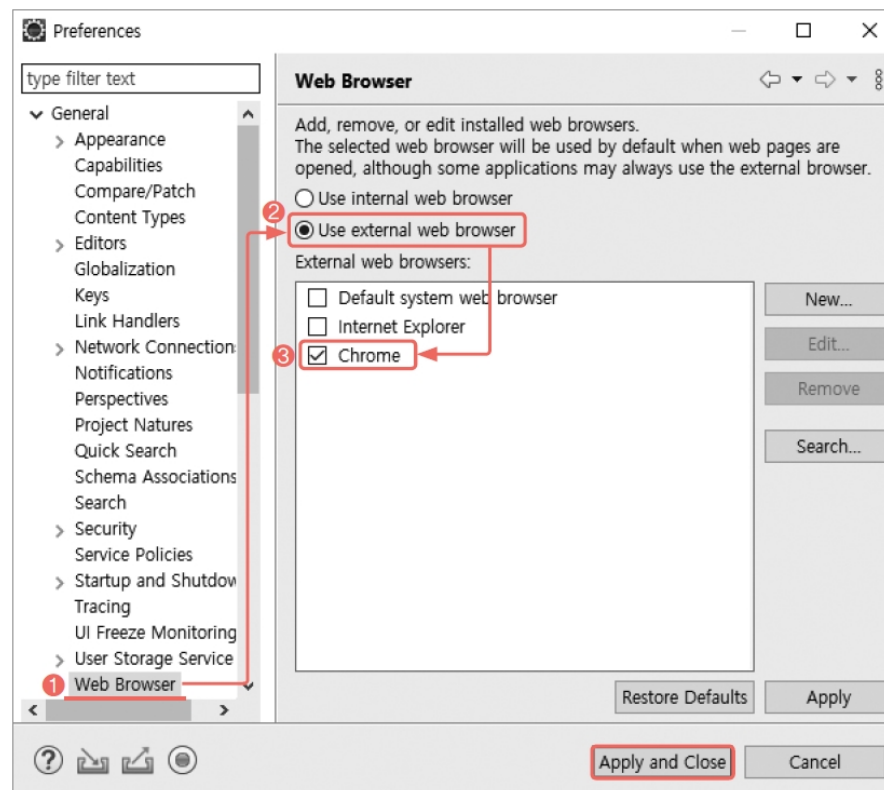 Preferences
type filter text
General
Appearance
Capabilities
Compare/Patch
Content Types
Editors
Globalization
Keys
Link Handlers
Network Connection
Notifications
Perspectives
Project Natures
Quick Search
Schema Associations
Search
Security
Service Policies
Startup and Shutdow
Tracing
UI Freeze Monitoring
User Storage Service
1 Web Browser
Web Browser
Add, remove, or edit installed web browsers.
The selected web browser will be used by default when web pages are
opened, although some applications may always use the external browser.
Use internal web browser
2 Use external web browser
External web browsers:
Default system web browser
Internet Explorer
3 Chrome
New...
Edit...
Remove
Search...
Restore Defaults
Apply
Apply and Close
Cancel